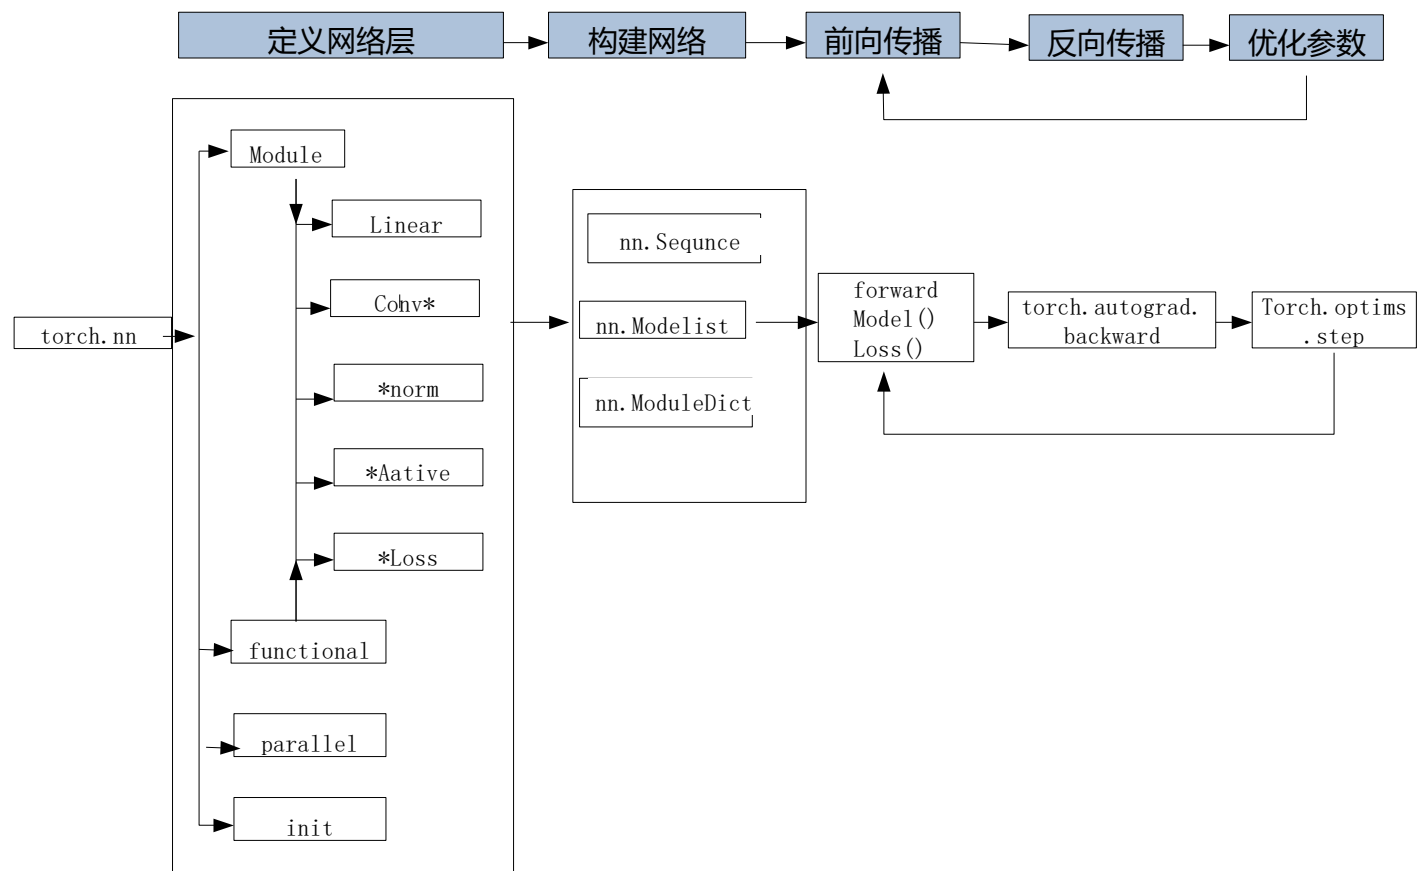 定义网络层
构建网络
前向传播
反向传播
优化参数
torch.nn
Module
Linear
Conv*
*norm
*Aative
*Loss
functional
parallel
init
nn.Sequnce
nn.Modelist
nn.ModuleDict
forward
Model()
Loss()
torch.autograd.
backward
Torch.optims
.step